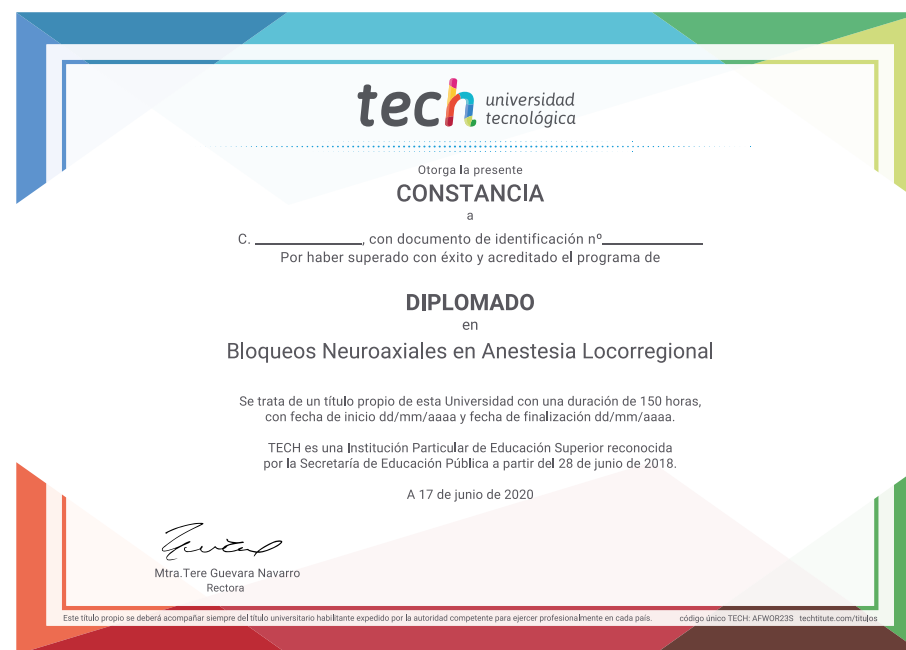 tech universidad
tecnológica
Otorga la presente
CONSTANCIA
a
C. ____________, con documento de identificación nº____________
Por haber superado con éxito y acreditado el programa de
DIPLOMADO
en
Bloqueos Neuroaxiales en Anestesia Locorregional
Se trata de un título propio de esta Universidad con una duración de 150 horas,
con fecha de inicio dd/mm/aaaa y fecha de finalización dd/mm/aaaa.
TECH es una Institución Particular de Educación Superior reconocida
por la Secretaría de Educación Pública a partir del 28 de junio de 2018.
A 17 de junio de 2020
Mtra.Tere Guevara Navarro
Rectora
Este título propio se deberá acompañar siempre del título universitario habilitante expedido por la autoridad competente para ejercer profesionalmente en cada país. código único TECH: AFWOR23S techtitute.com/titulos